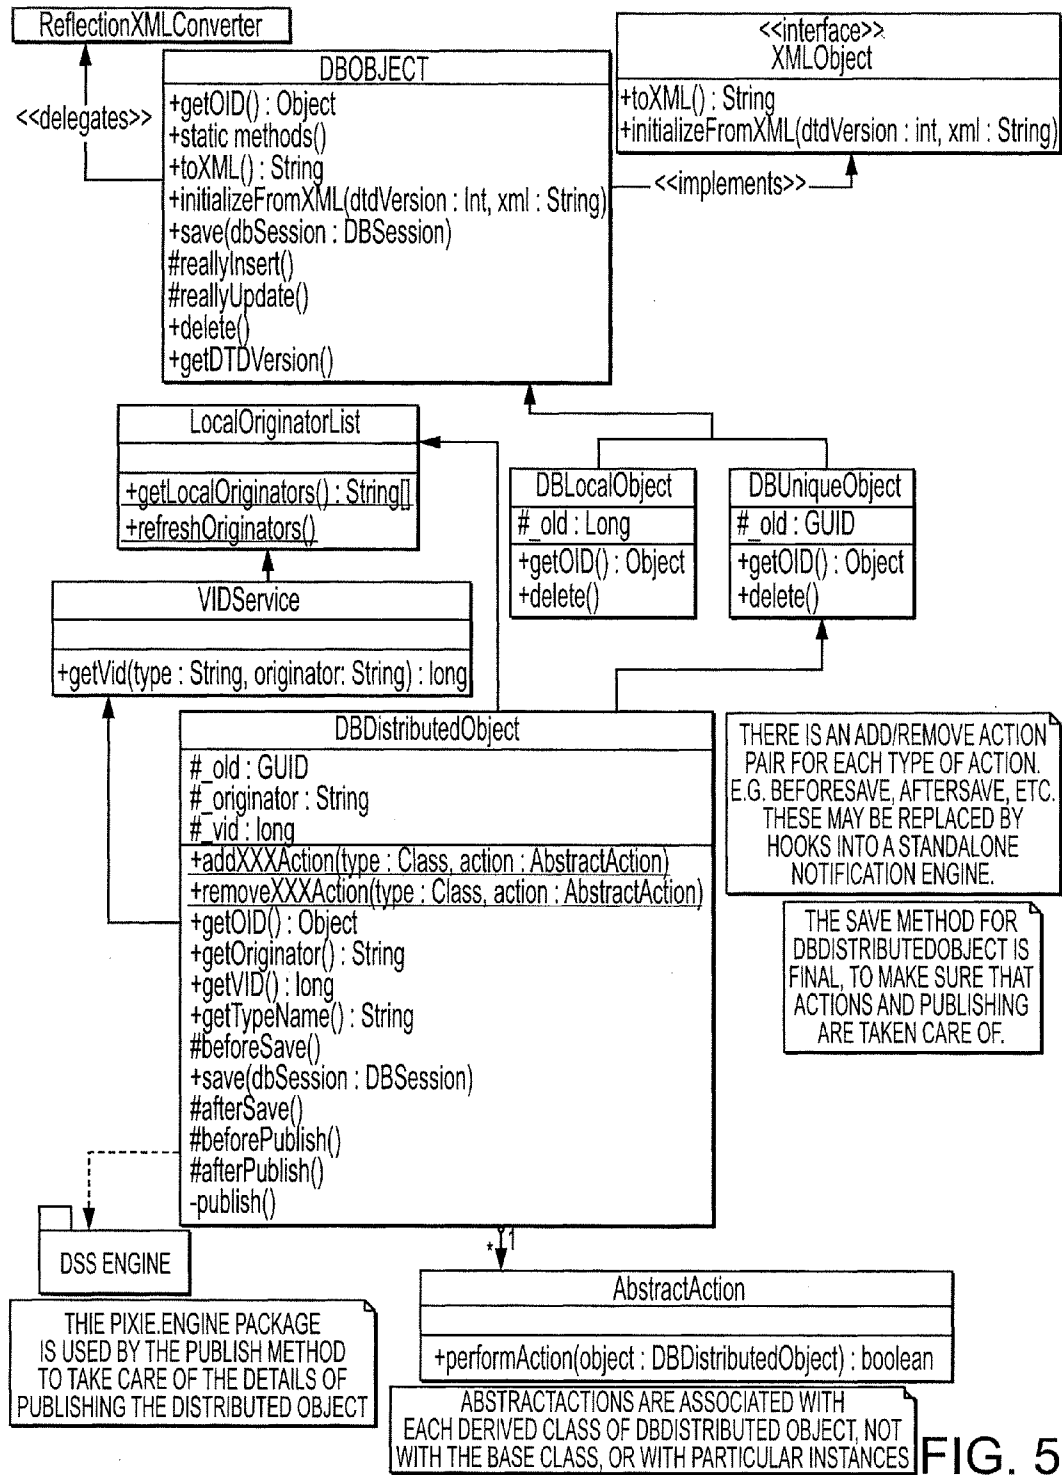 ReflectionXMLConverter
<<delegates>>
DBOBJECT
+getOID() : Object
+static methods()
+toXML() : String
+initializeFromXML(dtdVersion : Int, xml : String)
+save(dbSession : DBSession)
#reallyInsert()
#reallyUpdate()
+delete()
+getDTDVersion()
<<interface>>
XMLObject
+toXML() : String
+initializeFromXML(dtdVersion : int, xml : String)
<<implements>>
LocalOriginatorList
+getLocalOriginators() : String[]
+refreshOriginators()
DBLocalObject
#_old : Long
+getOID() : Object
+delete()
DBUniqueObject
#_old : GUID
+getOID() : Object
+delete()
VIDService
+getVid(type : String, originator: String) : long
DBDistributedObject
#_old : GUID
#_originator : String
#_vid : long
+addXXXAction(type : Class, action : AbstractAction)
+removeXXXAction(type : Class, action : AbstractAction)
+getOID() : Object
+getOriginator() : String
+getVID() : long
+getTypeName() : String
#beforeSave()
+save(dbSession : DBSession)
#afterSave()
#beforePublish()
#afterPublish()
-publish()
THERE IS AN ADD/REMOVE ACTION
PAIR FOR EACH TYPE OF ACTION.
E.G. BEFORESAVE, AFTERSAVE, ETC.
THESE MAY BE REPLACED BY
HOOKS INTO A STANDALONE
NOTIFICATION ENGINE.
THE SAVE METHOD FOR
DBDISTRIBUTEDOBJECT IS
FINAL, TO MAKE SURE THAT
ACTIONS AND PUBLISHING
ARE TAKEN CARE OF.
* 1
DSS ENGINE
THIE PIXIE.ENGINE PACKAGE
IS USED BY THE PUBLISH METHOD
TO TAKE CARE OF THE DETAILS OF
PUBLISHING THE DISTRIBUTED OBJECT
AbstractAction
+performAction(object : DBDistributedObject) : boolean
ABSTRACTACTIONS ARE ASSOCIATED WITH
EACH DERIVED CLASS OF DBDISTRIBUTED OBJECT, NOT
WITH THE BASE CLASS, OR WITH PARTICULAR INSTANCES
FIG. 5